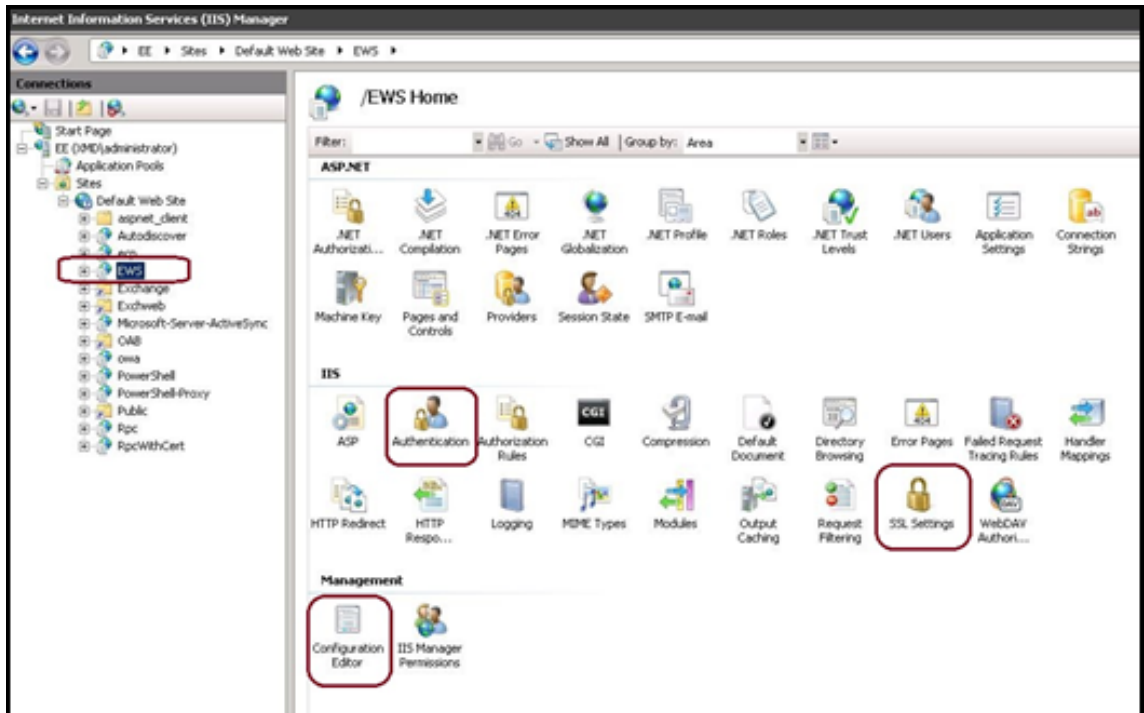 Internet Information Services (IIS) Manager
EE Sites Default Web Site EWS
Connections
Start Page
EE (XMD\administrator)
Application Pools
Sites
Default Web Site
aspnet_client
Autodiscover
ecp
EWS
Exchange
Exchweb
Microsoft-Server-ActiveSync
OAB
owa
PowerShell
PowerShell-Proxy
Public
Rpc
RpcWithCert
/EWS Home
Filter: Go Show All Group by: Area
ASP.NET
.NET Authorizati...
.NET Compilation
.NET Error Pages
.NET Globalization
.NET Profile
.NET Roles
.NET Trust Levels
.NET Users
Application Settings
Connection Strings
Machine Key
Pages and Controls
Providers
Session State
SMTP E-mail
IIS
ASP
Authentication
Authorization Rules
CGI
Compression
Default Document
Directory Browsing
Error Pages
Failed Request Tracing Rules
Handler Mappings
HTTP Redirect
HTTP Respo...
Logging
MIME Types
Modules
Output Caching
Request Filtering
SSL Settings
WebDAV Authori...
Management
Configuration Editor
IIS Manager Permissions